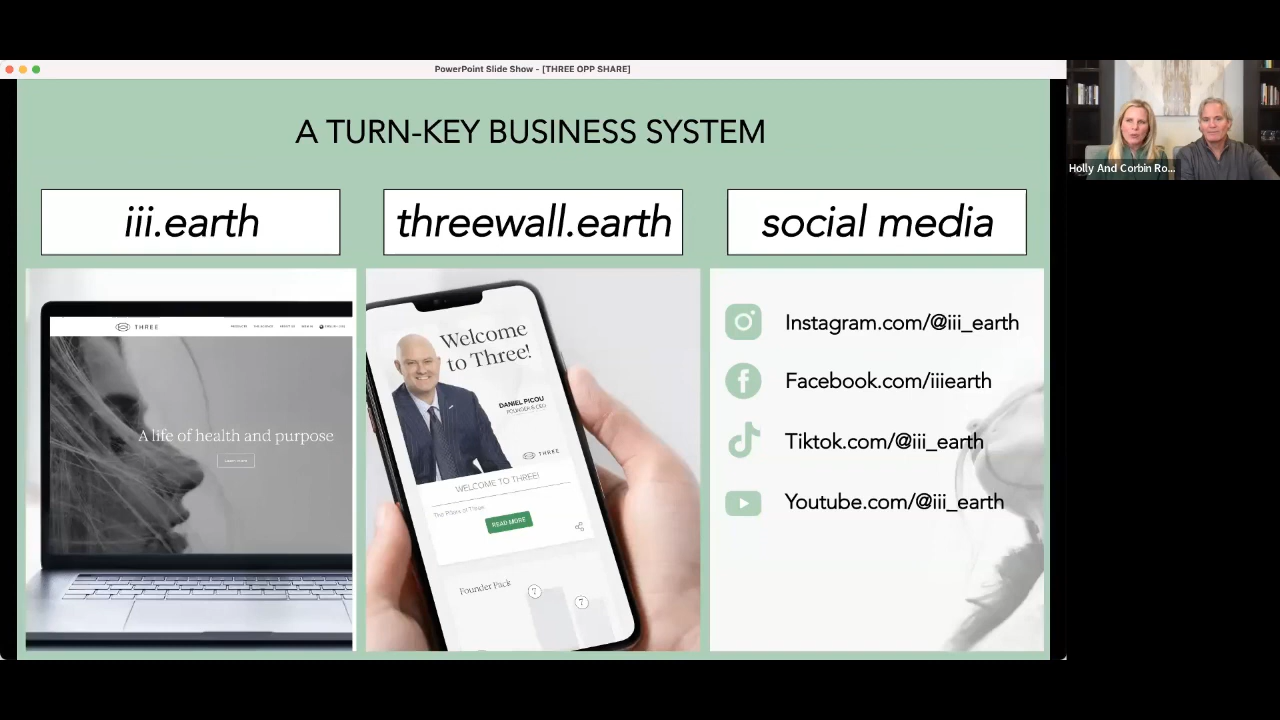 PowerPoint Slide Show - [THREE OPP SHARE]
A TURN-KEY BUSINESS SYSTEM
iii.earth
threewall.earth
social media
THREE
A life of health and purpose
Welcome
to Three!
DANIEL PICOU
FOUNDER & CEO
THREE
WELCOME TO THREE!
The Pillars of Three
READ MORE
Founder Pack
?
?
Instagram.com/@iii_earth
Facebook.com/iiiearth
Tiktok.com/@iii_earth
Youtube.com/@iii_earth
Holly And Corbin Ro...